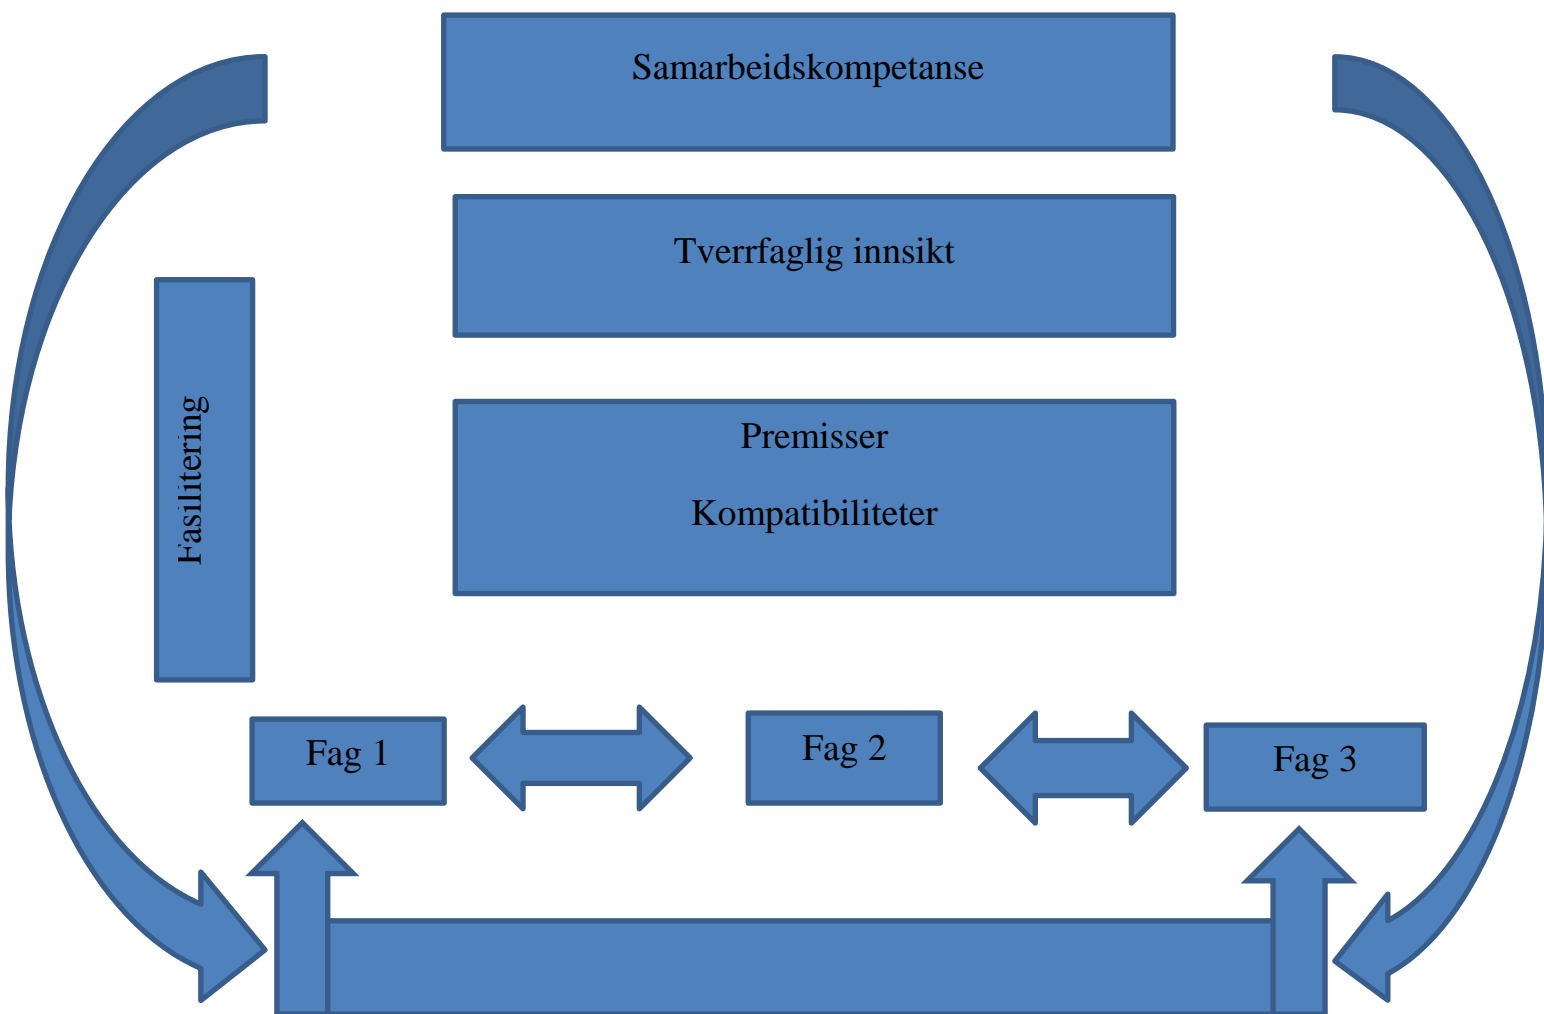 Samarbeidskompetanse
Tverrfaglig innsikt
Fasilitering
Premisser
Kompatibiliteter
Fag 1
Fag 2
Fag 3